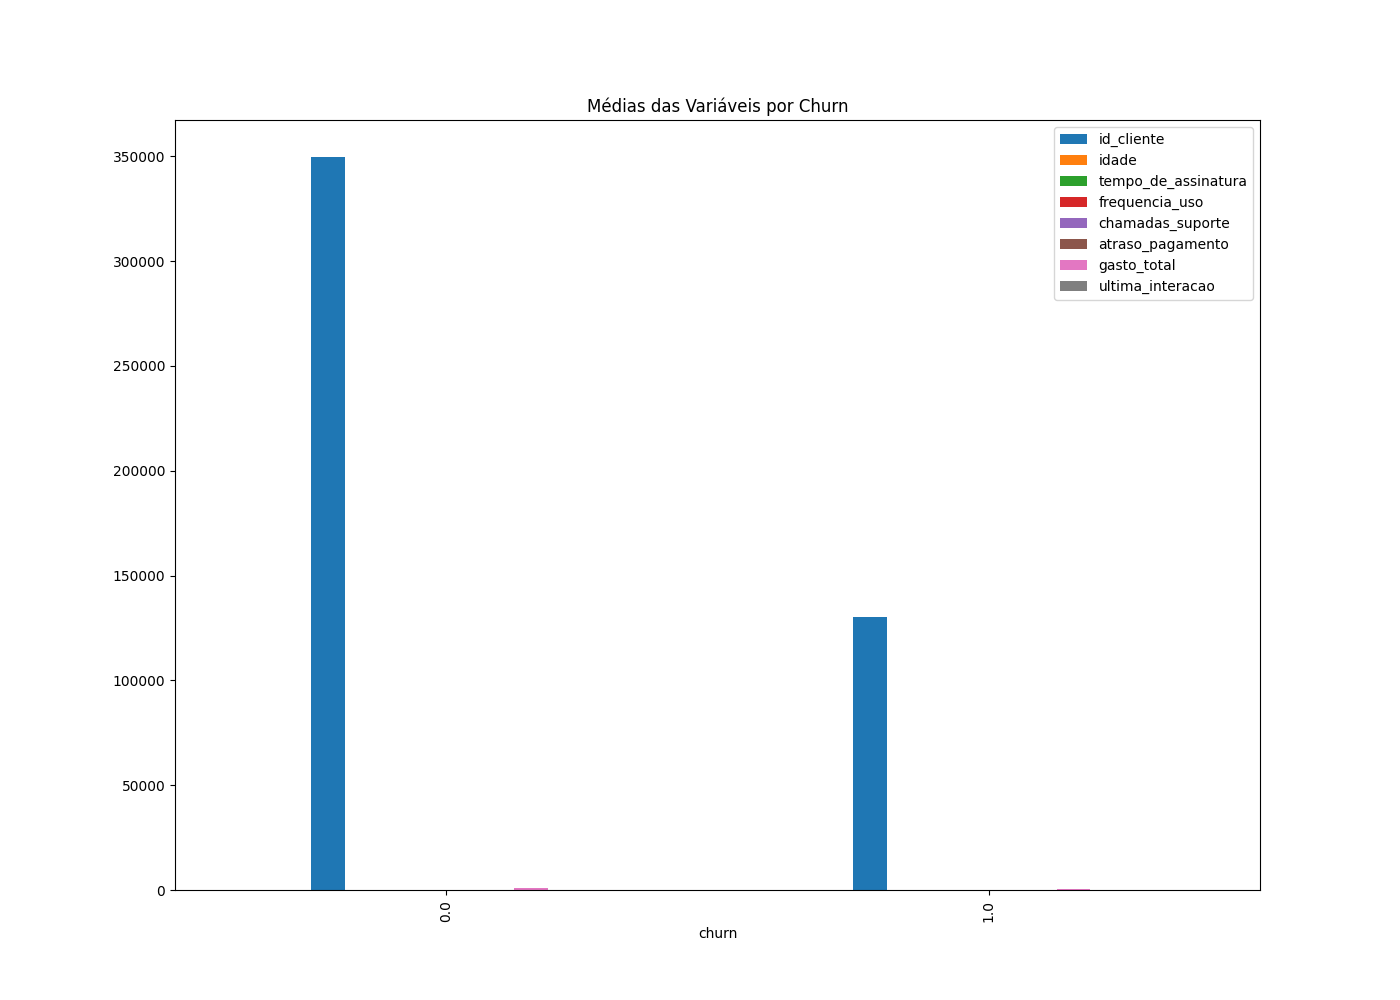 Médias das Variáveis por Churn
id_cliente
idade
tempo_de_assinatura
frequencia_uso
chamadas_suporte
atraso_pagamento
gasto_total
ultima_interacao
350000
300000
250000
200000
150000
100000
50000
0
0.0
1.0
churn